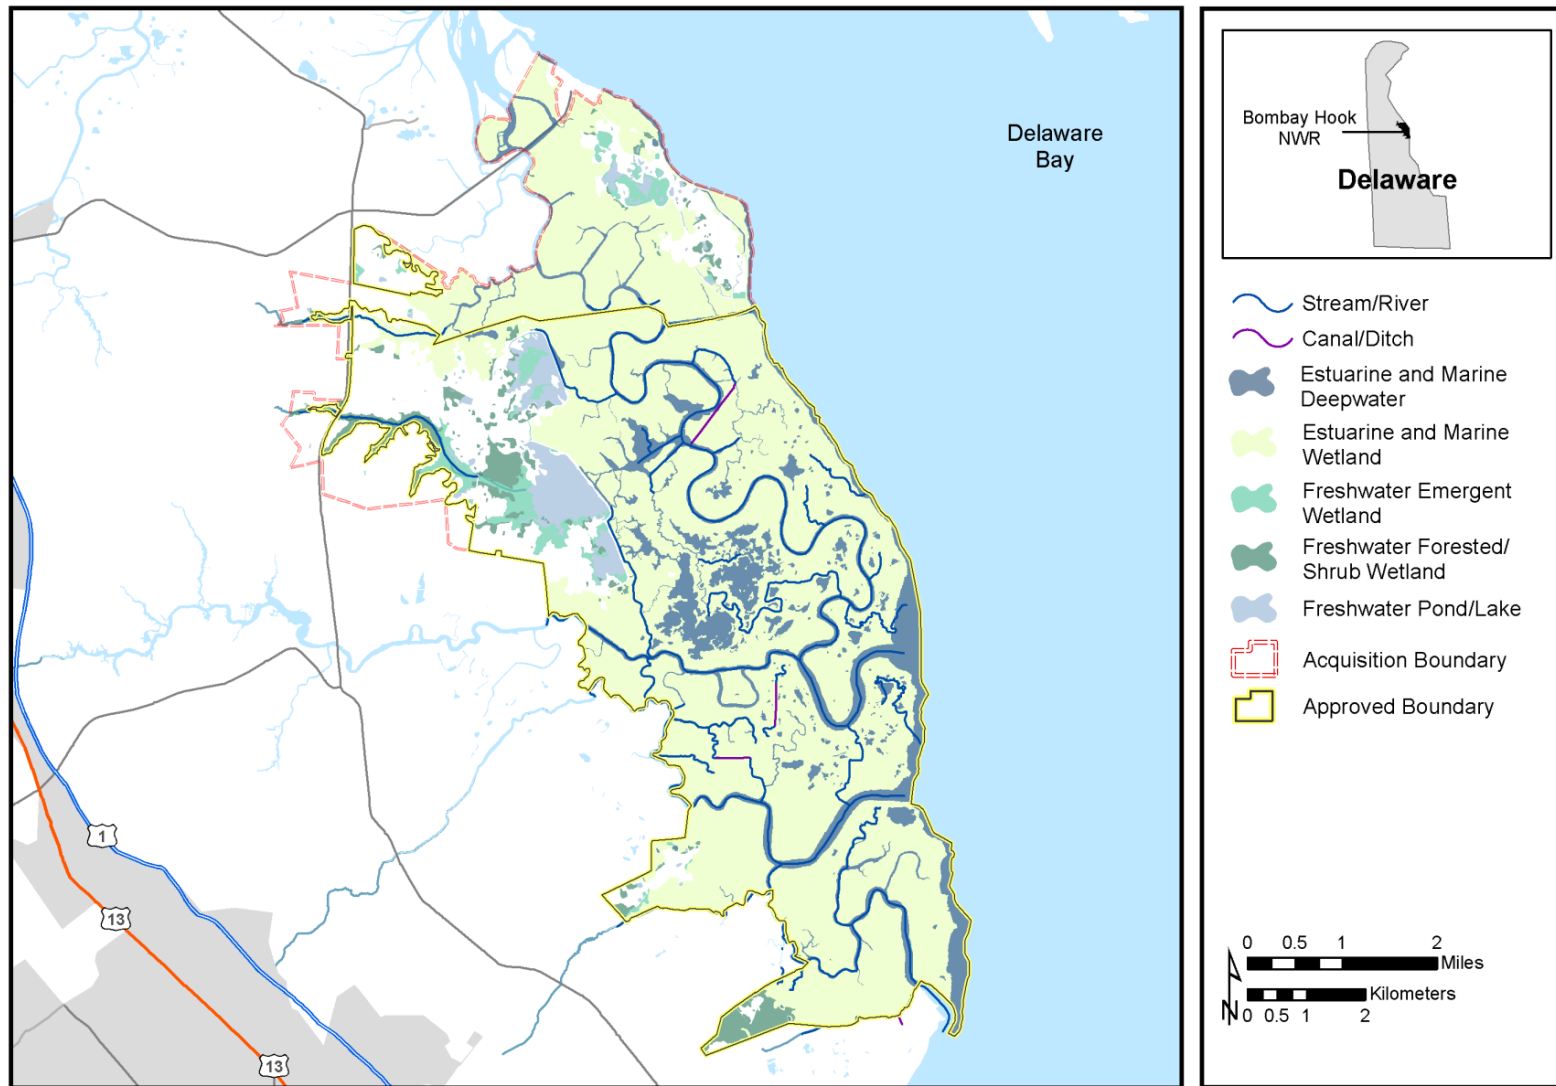 Delaware
Bay
1
13
13
Bombay Hook
NWR
Delaware
Stream/River
Canal/Ditch
Estuarine and Marine
Deepwater
Estuarine and Marine
Wetland
Freshwater Emergent
Wetland
Freshwater Forested/
Shrub Wetland
Freshwater Pond/Lake
Acquisition Boundary
Approved Boundary
0 0.5 1 2
Miles
Kilometers
0 0.5 1 2
N